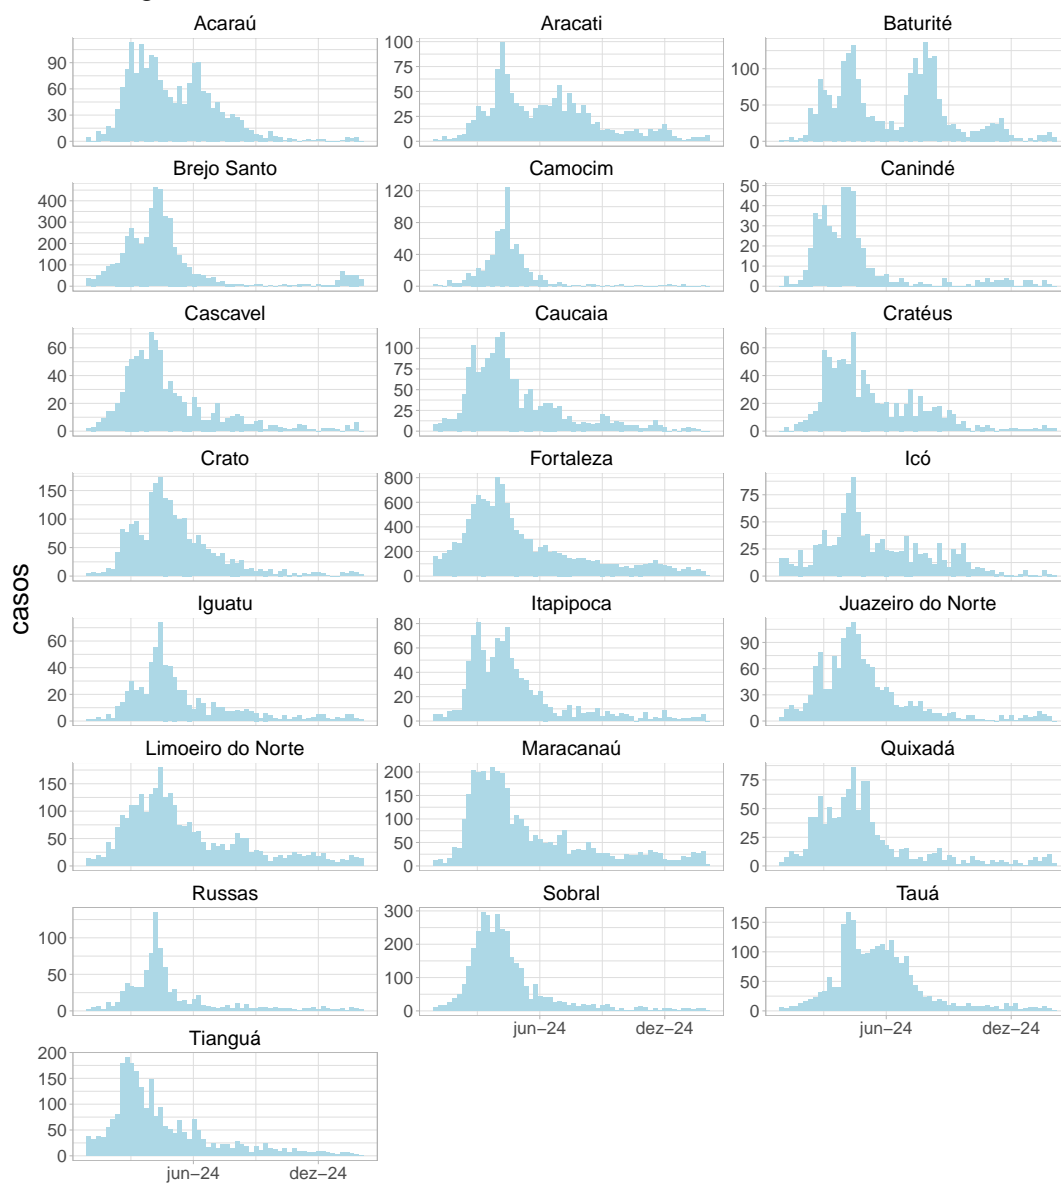 Acaraú Aracati Baturité
90 60 30 0
100 75 50 25 0
100 50 0
Brejo Santo Camocim Canindé
400 300 200 100 0
120 80 40 0
50 40 30 20 10 0
Cascavel Caucaia Cratéus
60 40 20 0
100 75 50 25 0
60 40 20 0
Crato Fortaleza Icó
150 100 50 0
800 600 400 200 0
75 50 25 0
casos
Iguatu Itapipoca Juazeiro do Norte
60 40 20 0
80 60 40 20 0
90 60 30 0
Limoeiro do Norte Maracanaú Quixadá
150 100 50 0
200 150 100 50 0
75 50 25 0
Russas Sobral Tauá
100 50 0
300 200 100 0
150 100 50 0
jun−24 dez−24 jun−24 dez−24
Tianguá
200 150 100 50 0
jun−24 dez−24